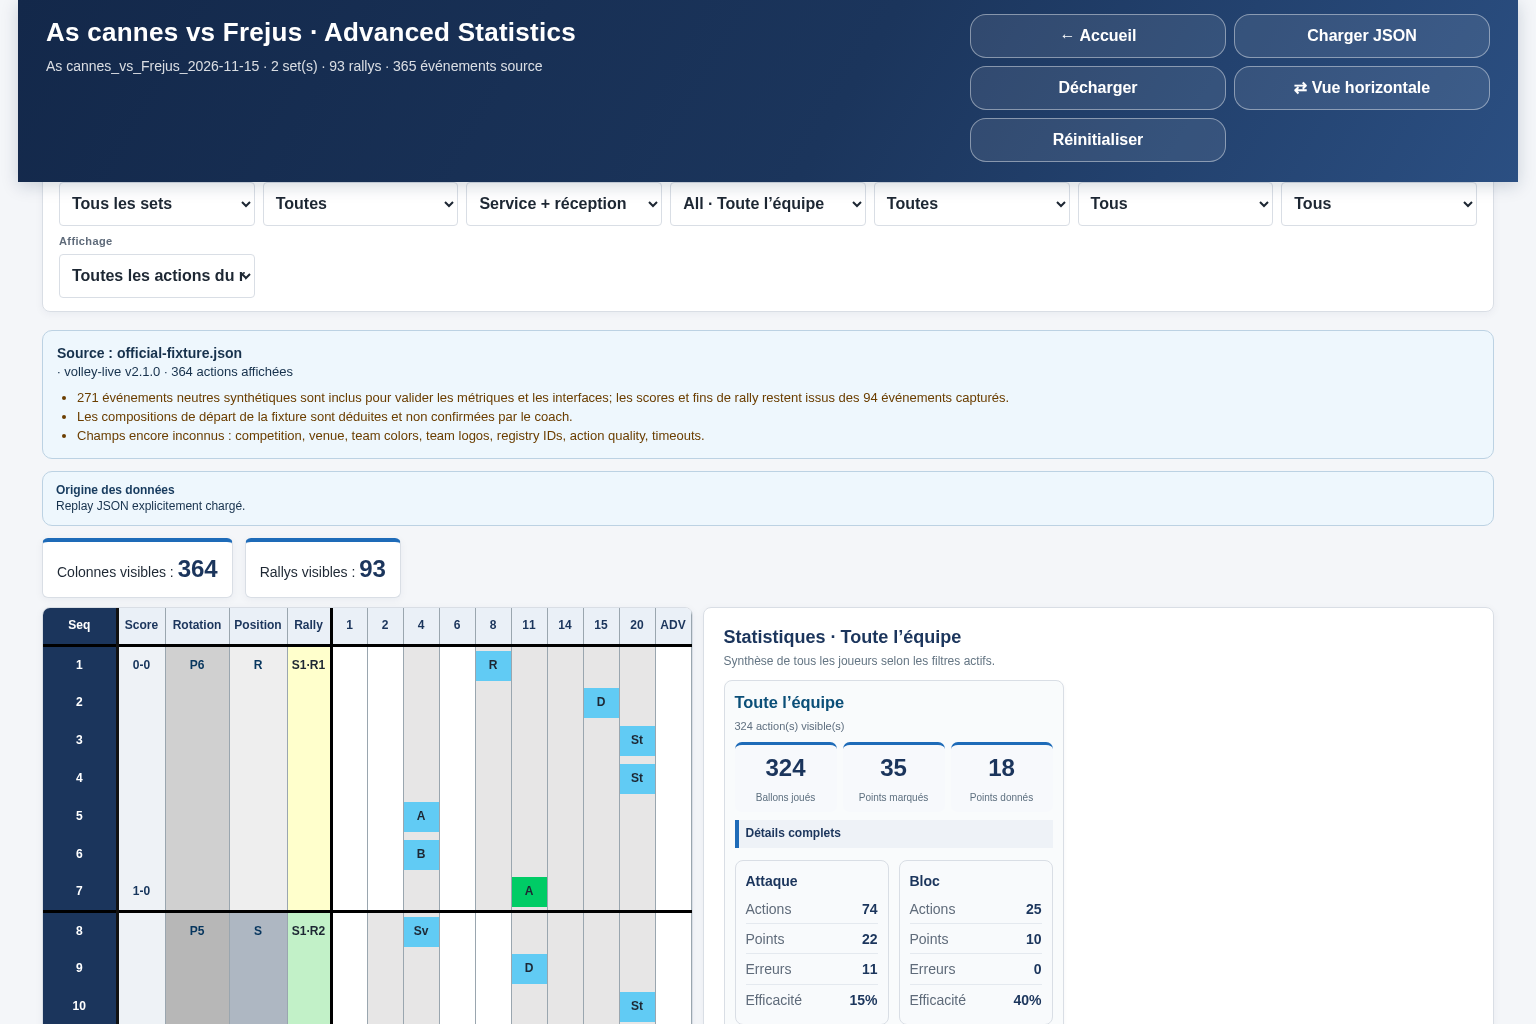 As cannes vs Frejus · Advanced Statistics
As cannes_vs_Frejus_2026-11-15 · 2 set(s) · 93 rallys · 365 événements source
← Accueil
Charger JSON
Décharger
⇄ Vue horizontale
Réinitialiser
Tous les sets
Toutes
Service + réception
All · Toute l’équipe
Toutes
Tous
Tous
Affichage
Toutes les actions du r
Source : official-fixture.json
· volley-live v2.1.0 · 364 actions affichées
• 271 événements neutres synthétiques sont inclus pour valider les métriques et les interfaces; les scores et fins de rally restent issus des 94 événements capturés.
• Les compositions de départ de la fixture sont déduites et non confirmées par le coach.
• Champs encore inconnus : competition, venue, team colors, team logos, registry IDs, action quality, timeouts.
Origine des données
Replay JSON explicitement chargé.
Colonnes visibles : 364
Rallys visibles : 93
Seq Score Rotation Position Rally 1 2 4 6 8 11 14 15 20 ADV
1 0-0 P6 R S1·R1 R
2 D
3 St
4 St
5 A
6 B
7 1-0 A
8 P5 S S1·R2 Sv
9 D
10 St
Statistiques · Toute l’équipe
Synthèse de tous les joueurs selon les filtres actifs.
Toute l’équipe
324 action(s) visible(s)
324 35 18
Ballons joués Points marqués Points donnés
Détails complets
Attaque
Actions 74
Points 22
Erreurs 11
Efficacité 15%
Bloc
Actions 25
Points 10
Erreurs 0
Efficacité 40%